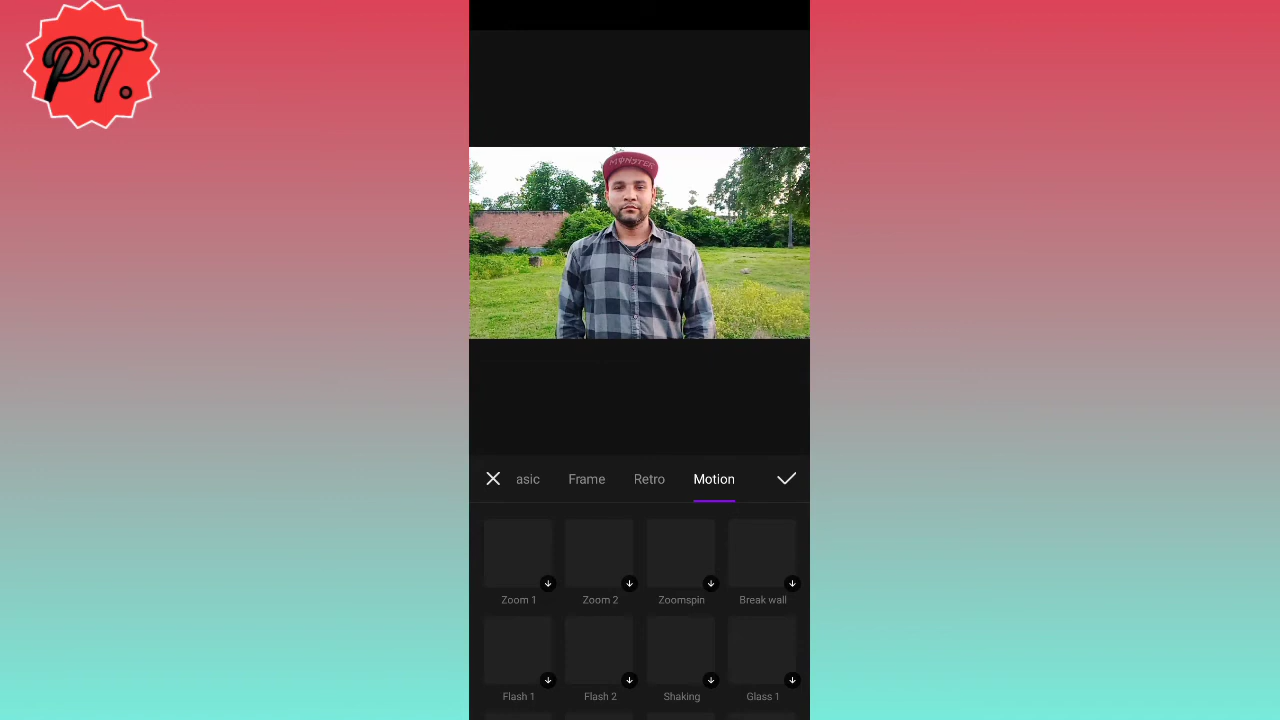 PT.
MONSTER
asic Frame Retro Motion
Zoom 1 Zoom 2 Zoomspin Break wall
Flash 1 Flash 2 Shaking Glass 1